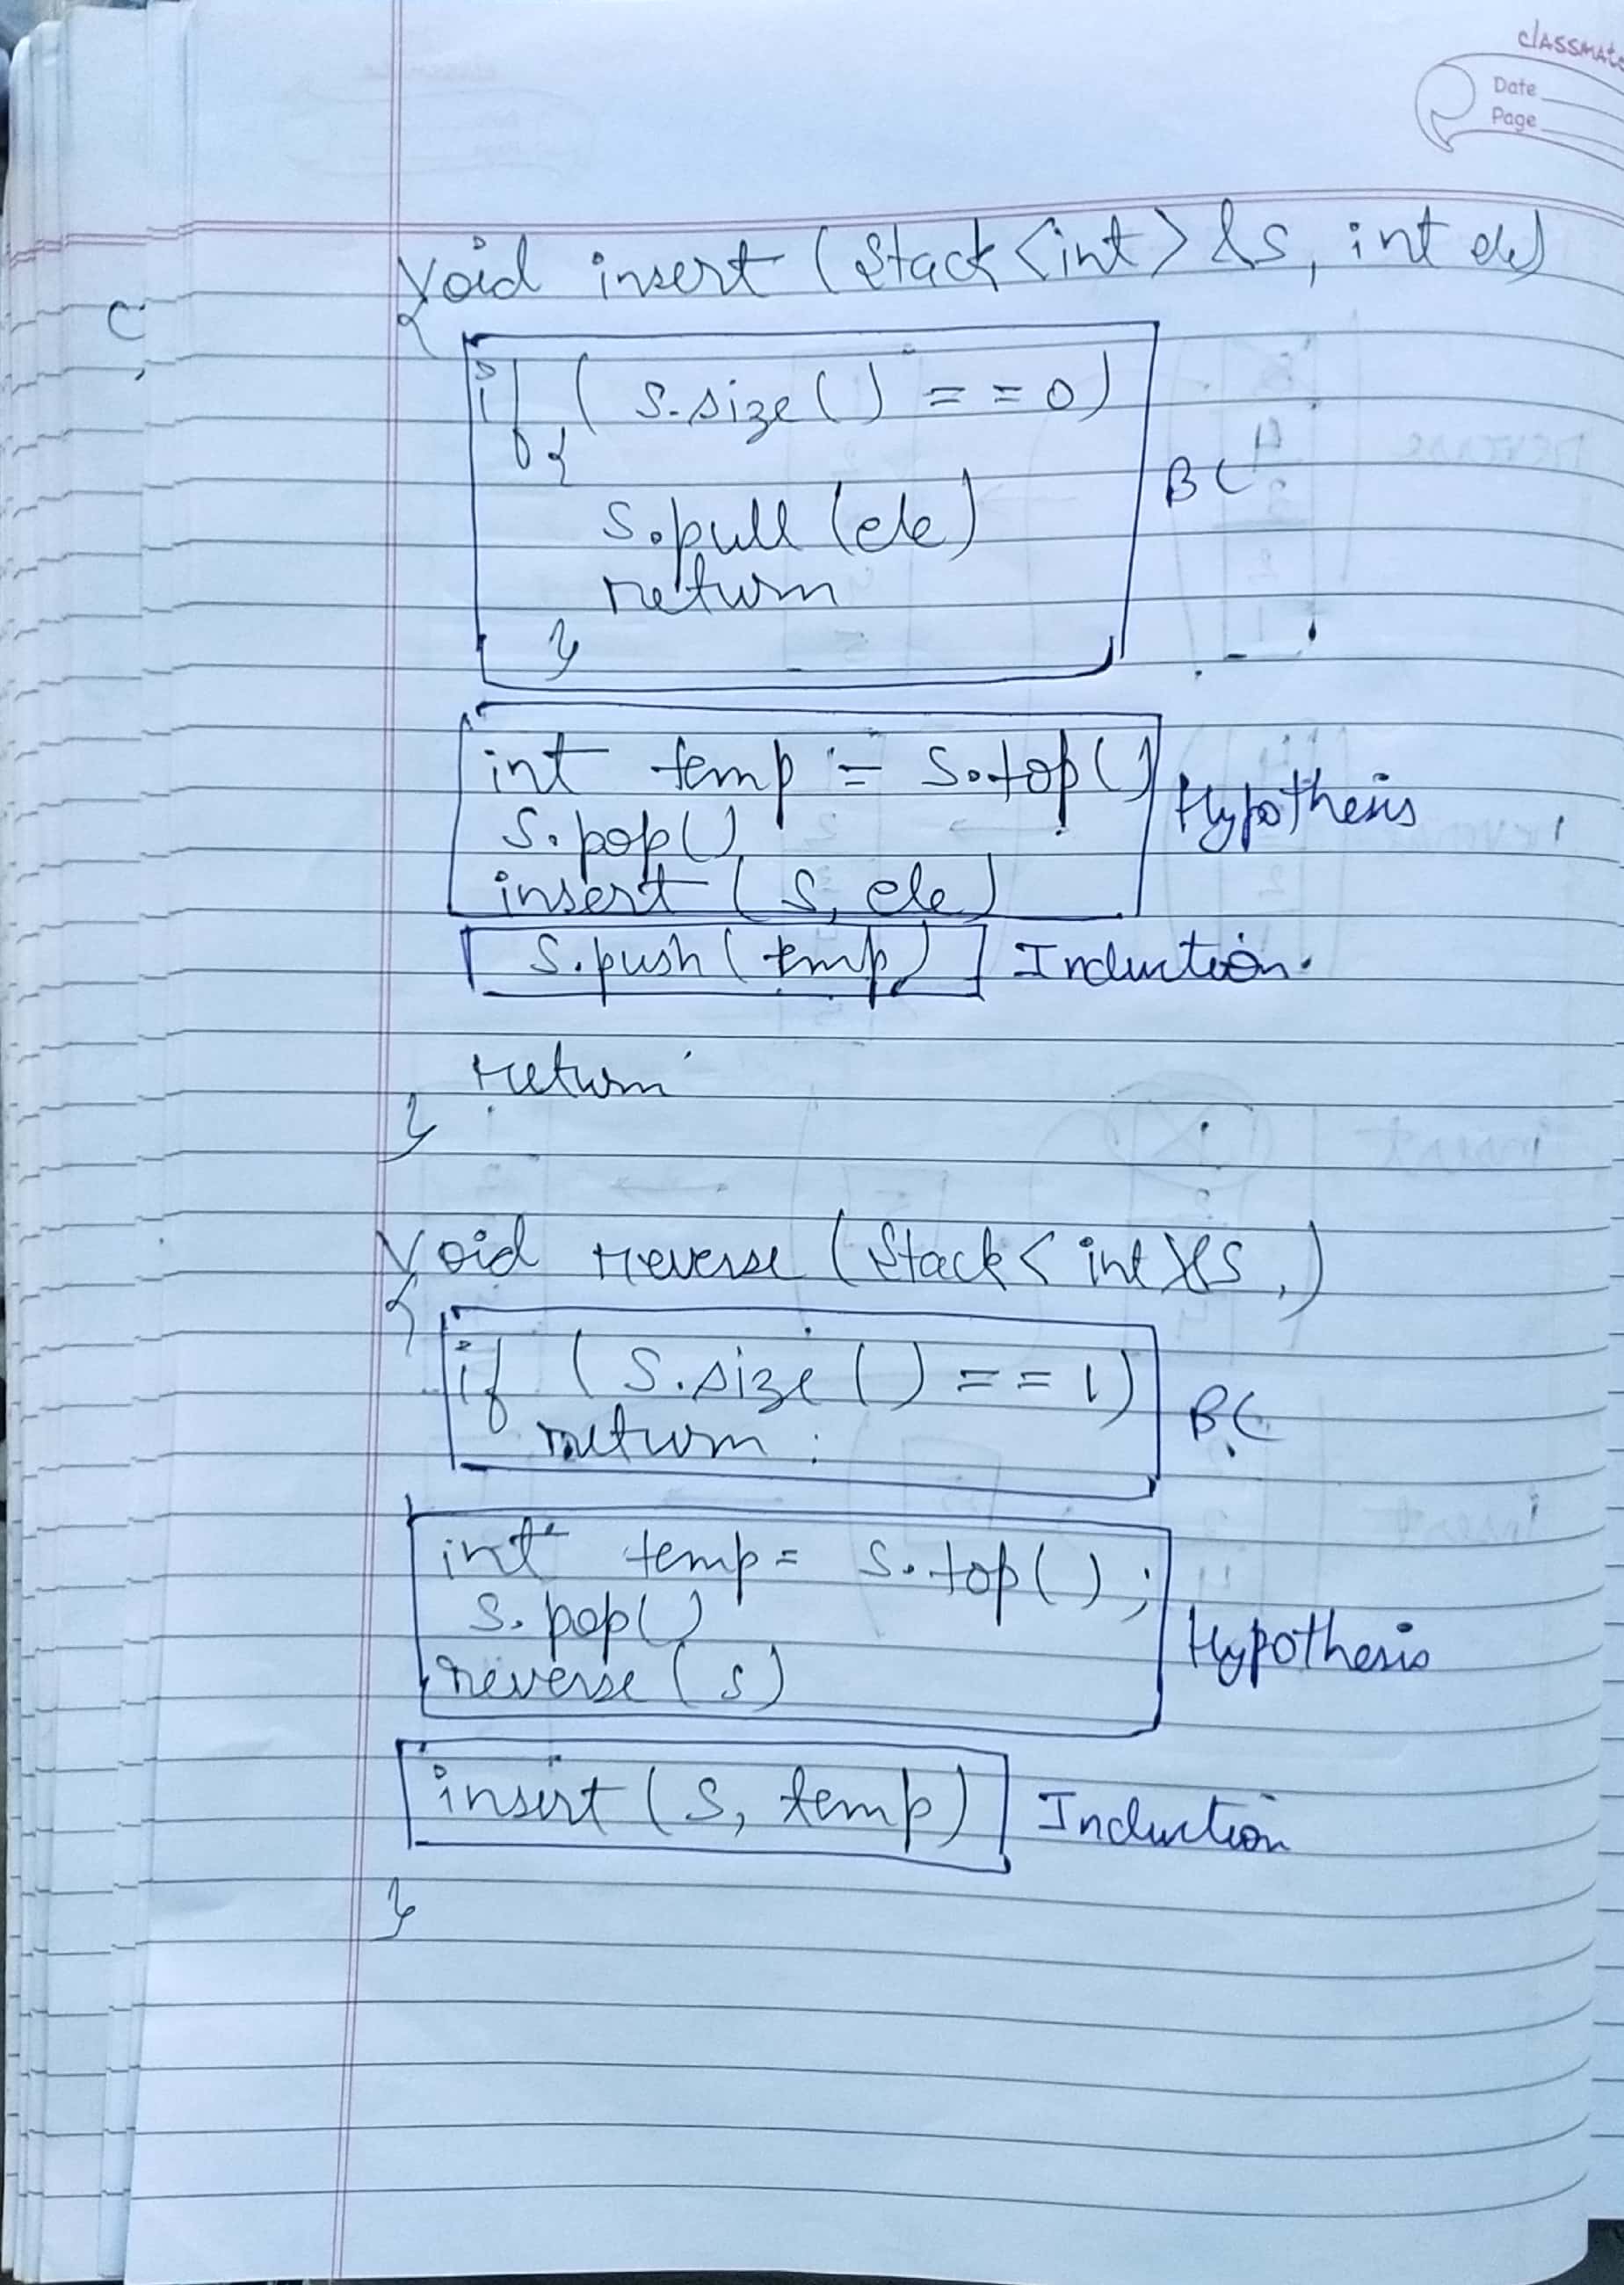 classmate
Date
Page
void insert (stack <int> &s, int ele)
{
if ( s.size() == 0)
{
s.pull (ele)
return
}
BC
int temp = s.top()
s.pop()
insert (s, ele)
Hypothesis
s.push (temp)
Induction.
return
}
void reverse (stack < int >&s,)
{
if (s.size () == 1)
return :
BC
int temp = s.top() ;
s.pop()
reverse (s)
Hypothesis
insert (s, temp)
Induction
}